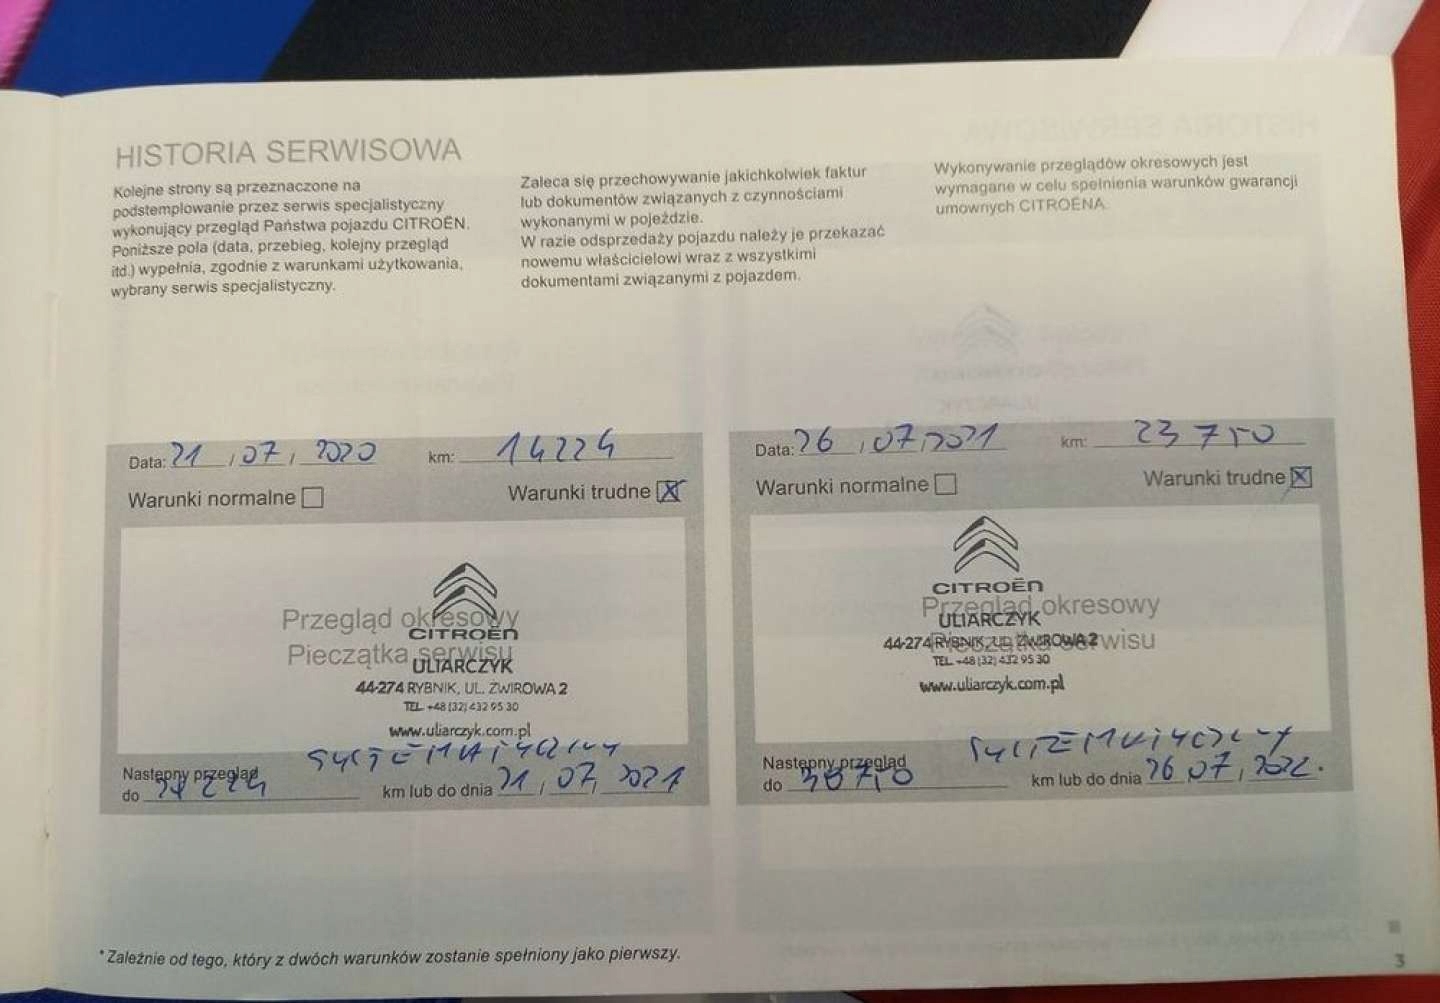 HISTORIA SERWISOWA
Kolejne strony są przeznaczone na
podstemplowanie przez serwis specjalistyczny
wykonujący przegląd Państwa pojazdu CITROËN.
Poniższe pola (data, przebieg, kolejny przegląd
itd.) wypełnia, zgodnie z warunkami użytkowania,
wybrany serwis specjalistyczny.
Zaleca się przechowywanie jakichkolwiek faktur
lub dokumentów związanych z czynnościami
wykonanymi w pojeździe.
W razie odsprzedaży pojazdu należy je przekazać
nowemu właścicielowi wraz z wszystkimi
dokumentami związanymi z pojazdem.
Wykonywanie przeglądów okresowych jest
wymagane w celu spełnienia warunków gwarancji
umownych CITROËNA.
Data: 21, 07, 2020 km: 14224
Warunki normalne Warunki trudne X
Przegląd okresowy
CITROËN
Pieczątka serwisu
ULIARCZYK
44-274 RYBNIK, UL. ŻWIROWA 2
TEL. +48 (32) 432 95 30
www.uliarczyk.com.pl
SYSTEMATYCZNY
Następny przegląd
do 29224 km lub do dnia 21, 07, 2021
Data: 26, 07, 2021 km: 23750
Warunki normalne Warunki trudne X
CITROËN
Przegląd okresowy
ULIARCZYK
44-274 RYBNIK, UL. ŻWIROWA 2
Pieczątka serwisu
TEL. +48 (32) 432 95 30
www.uliarczyk.com.pl
SYSTEMATYCZNY
Następny przegląd
do 38750 km lub do dnia 26, 07, 2022.
* Zależnie od tego, który z dwóch warunków zostanie spełniony jako pierwszy.
3